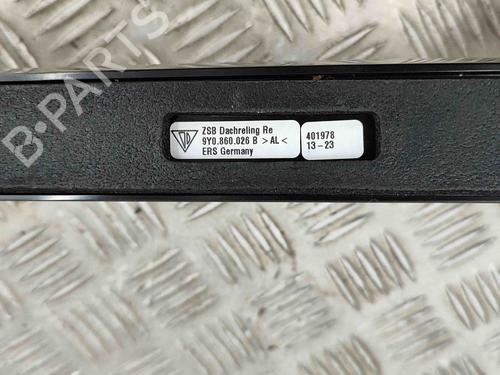 ZSB Dachreling Re
9Y0.860.026 B >AL<
ERS Germany
401978
13-23
B-PARTS